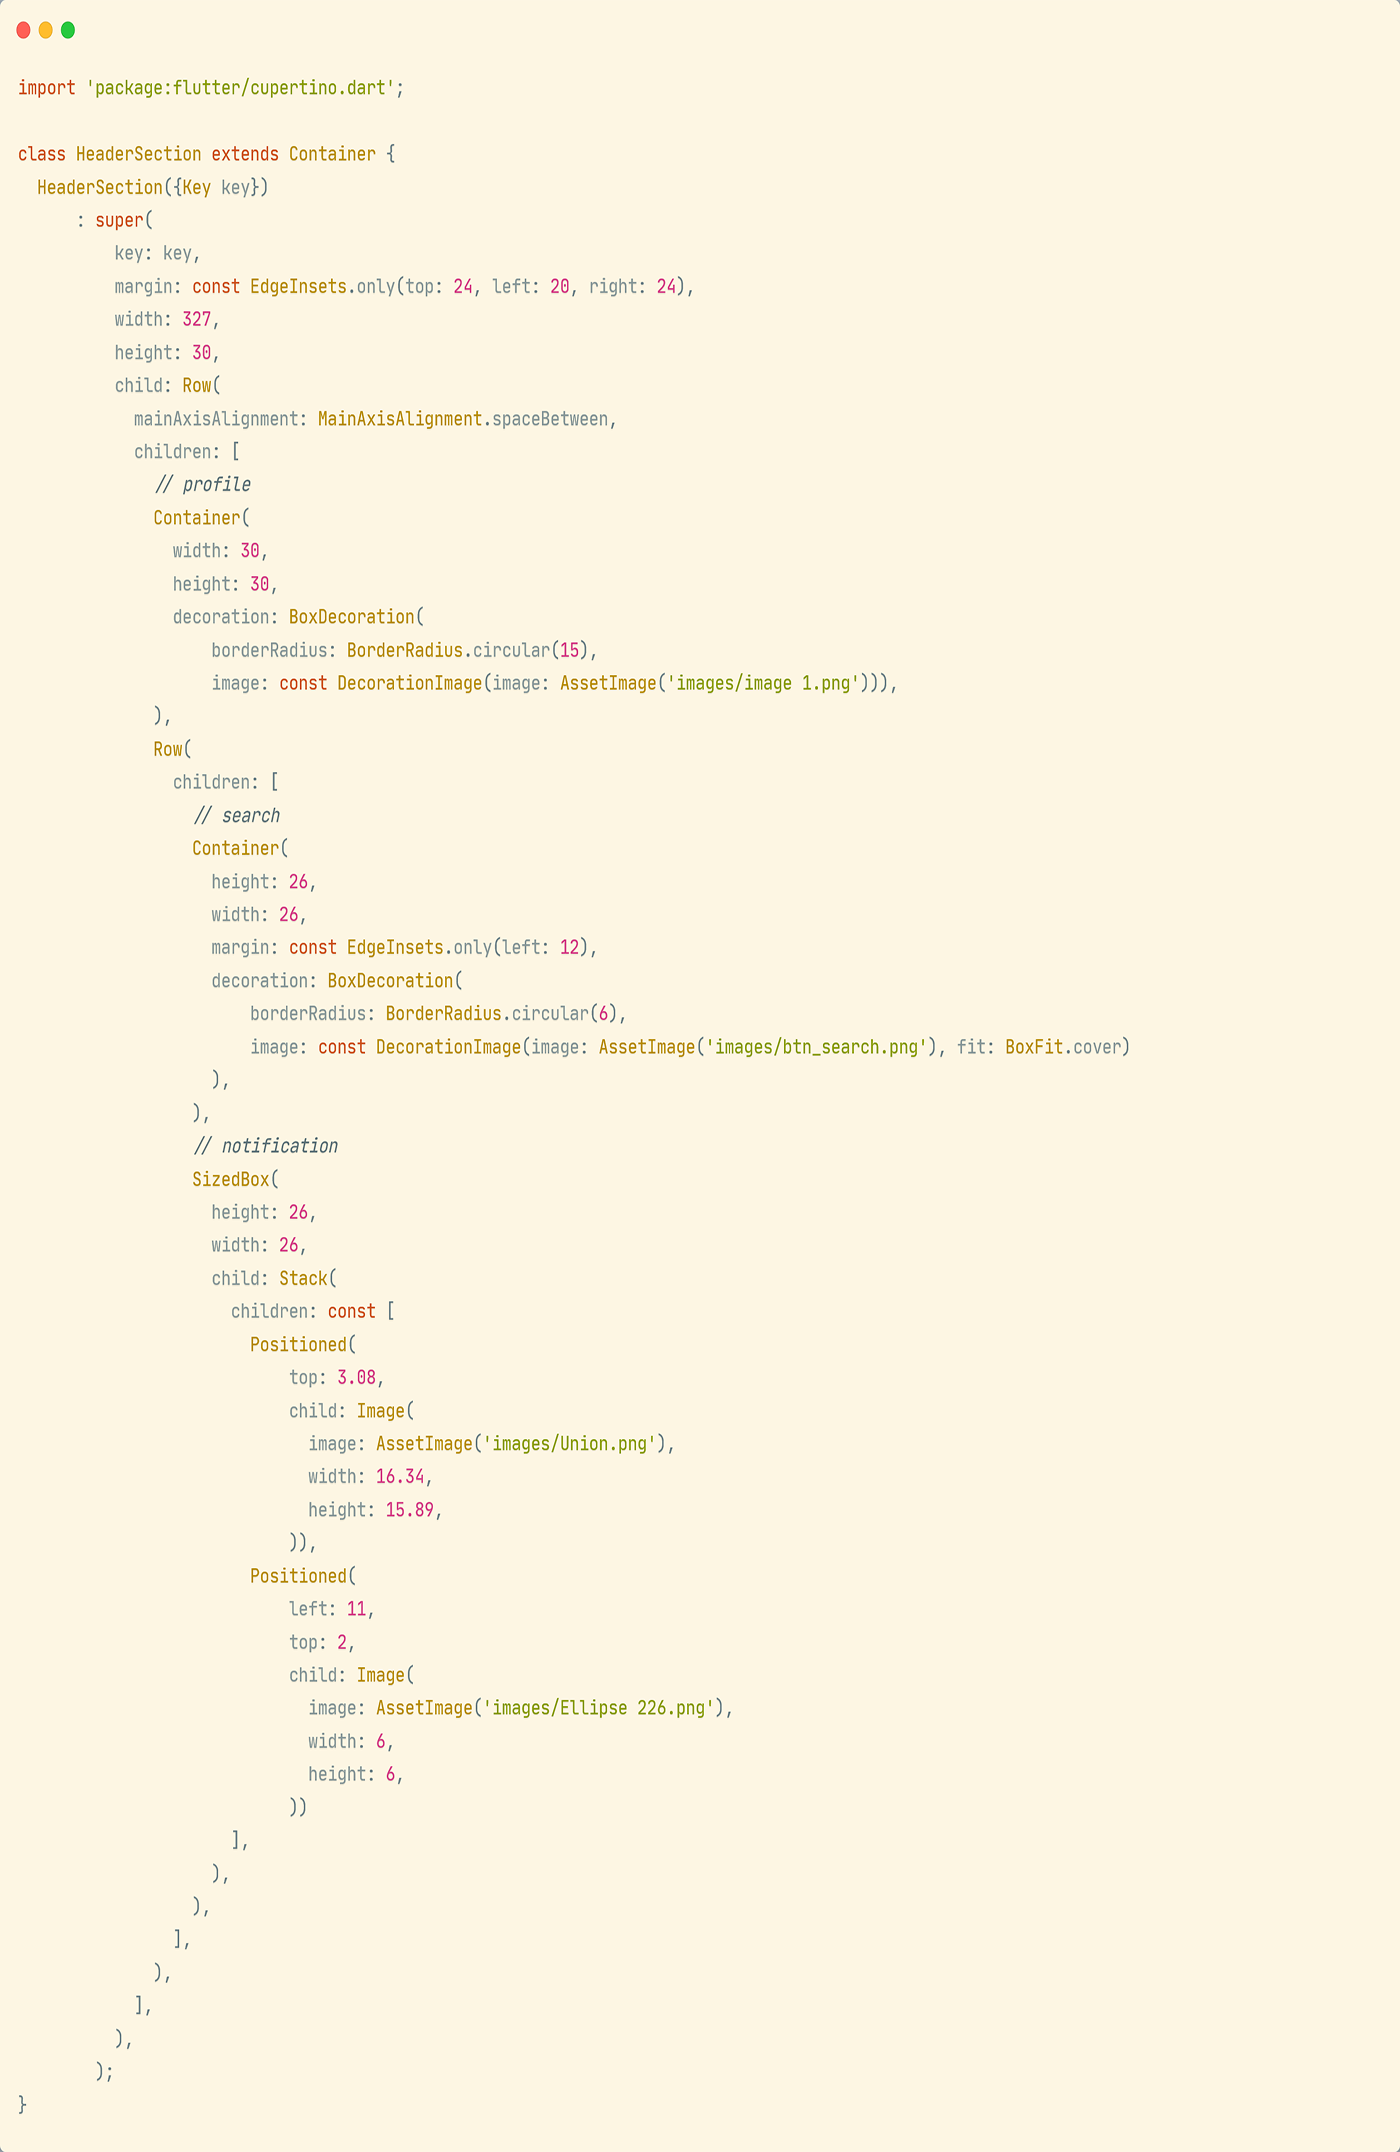 import 'package:flutter/cupertino.dart';

class HeaderSection extends Container {
  HeaderSection({Key key})
      : super(
          key: key,
          margin: const EdgeInsets.only(top: 24, left: 20, right: 24),
          width: 327,
          height: 30,
          child: Row(
            mainAxisAlignment: MainAxisAlignment.spaceBetween,
            children: [
              // profile
              Container(
                width: 30,
                height: 30,
                decoration: BoxDecoration(
                    borderRadius: BorderRadius.circular(15),
                    image: const DecorationImage(image: AssetImage('images/image 1.png'))),
              ),
              Row(
                children: [
                  // search
                  Container(
                    height: 26,
                    width: 26,
                    margin: const EdgeInsets.only(left: 12),
                    decoration: BoxDecoration(
                        borderRadius: BorderRadius.circular(6),
                        image: const DecorationImage(image: AssetImage('images/btn_search.png'), fit: BoxFit.cover)
                    ),
                  ),
                  // notification
                  SizedBox(
                    height: 26,
                    width: 26,
                    child: Stack(
                      children: const [
                        Positioned(
                            top: 3.08,
                            child: Image(
                              image: AssetImage('images/Union.png'),
                              width: 16.34,
                              height: 15.89,
                            )),
                        Positioned(
                            left: 11,
                            top: 2,
                            child: Image(
                              image: AssetImage('images/Ellipse 226.png'),
                              width: 6,
                              height: 6,
                            ))
                      ],
                    ),
                  ),
                ],
              ),
            ],
          ),
        );
}